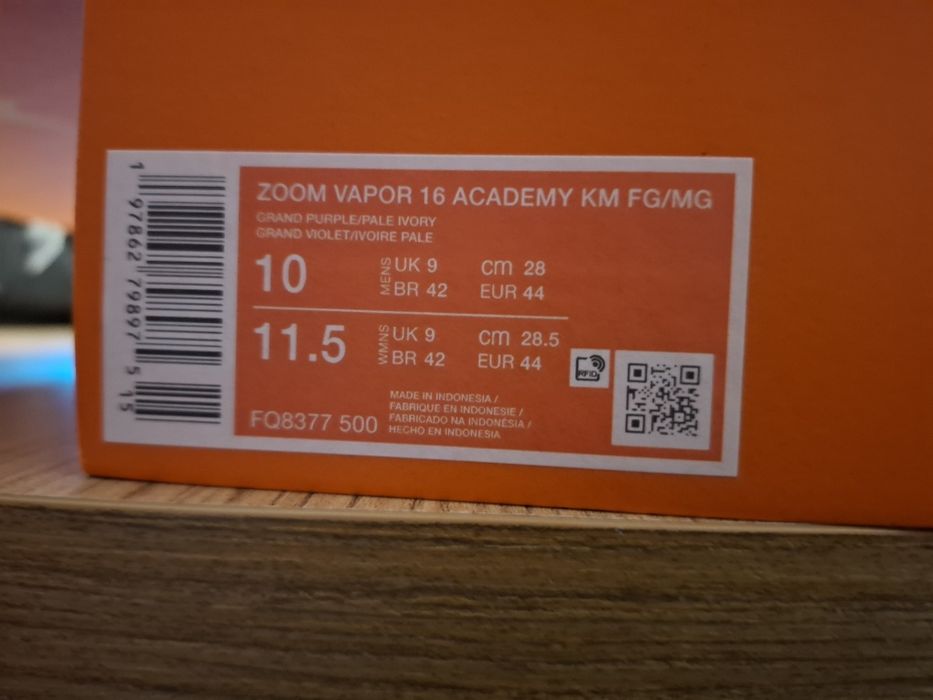 ZOOM VAPOR 16 ACADEMY KM FG/MG
GRAND PURPLE/PALE IVORY
GRAND VIOLET/IVOIRE PALE
10 MENS UK 9 CM 28
BR 42 EUR 44
11.5 WMNS UK 9 CM 28.5
BR 42 EUR 44
RFID
FQ8377 500
MADE IN INDONESIA /
FABRIQUE EN INDONESIE /
FABRICADO NA INDONÉSIA /
HECHO EN INDONESIA
1 97862 79897 5 15